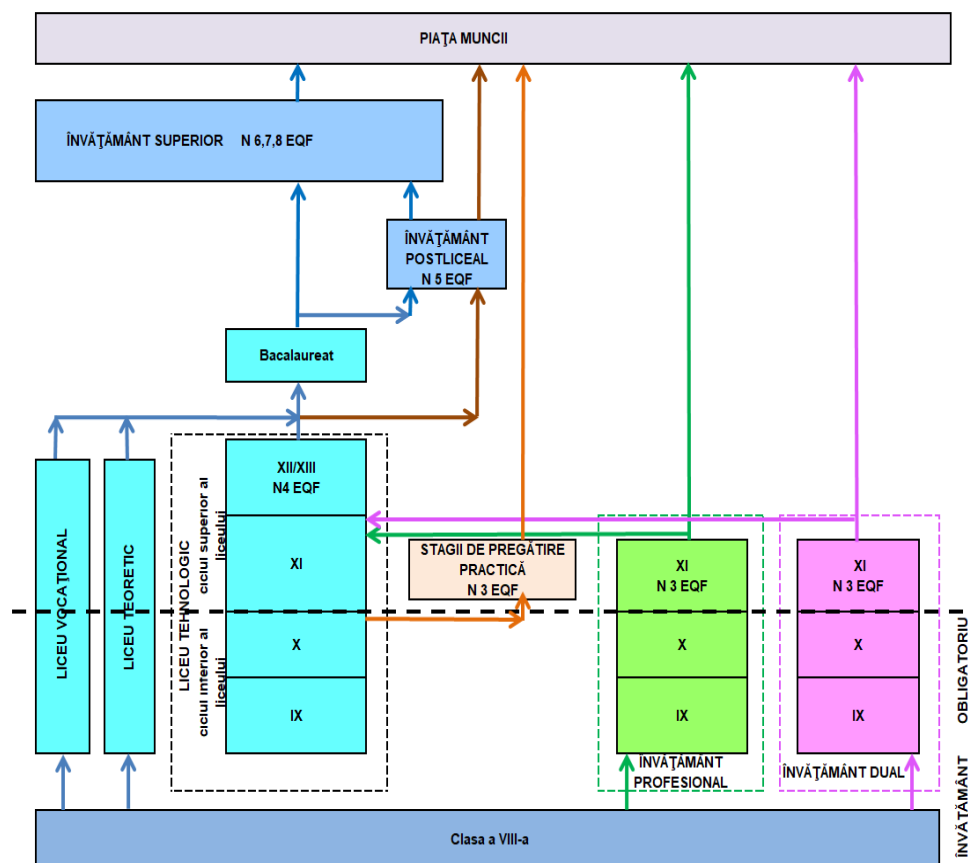 PIAŢA MUNCII
ÎNVĂŢĂMÂNT SUPERIOR N 6,7,8 EQF
ÎNVĂŢĂMÂNT
POSTLICEAL
N 5 EQF
Bacalaureat
LICEU VOCAŢIONAL
LICEU TEORETIC
LICEU TEHNOLOGIC
ciclul superior al
liceului
ciclul inferior al
liceului
XII/XIII
N4 EQF
XI
X
IX
STAGII DE PREGĂTIRE
PRACTICĂ
N 3 EQF
XI
N 3 EQF
X
IX
ÎNVĂŢĂMÂNT
PROFESIONAL
XI
N 3 EQF
X
IX
ÎNVĂŢĂMÂNT DUAL
ÎNVĂŢĂMÂNT OBLIGATORIU
Clasa a VIII-a